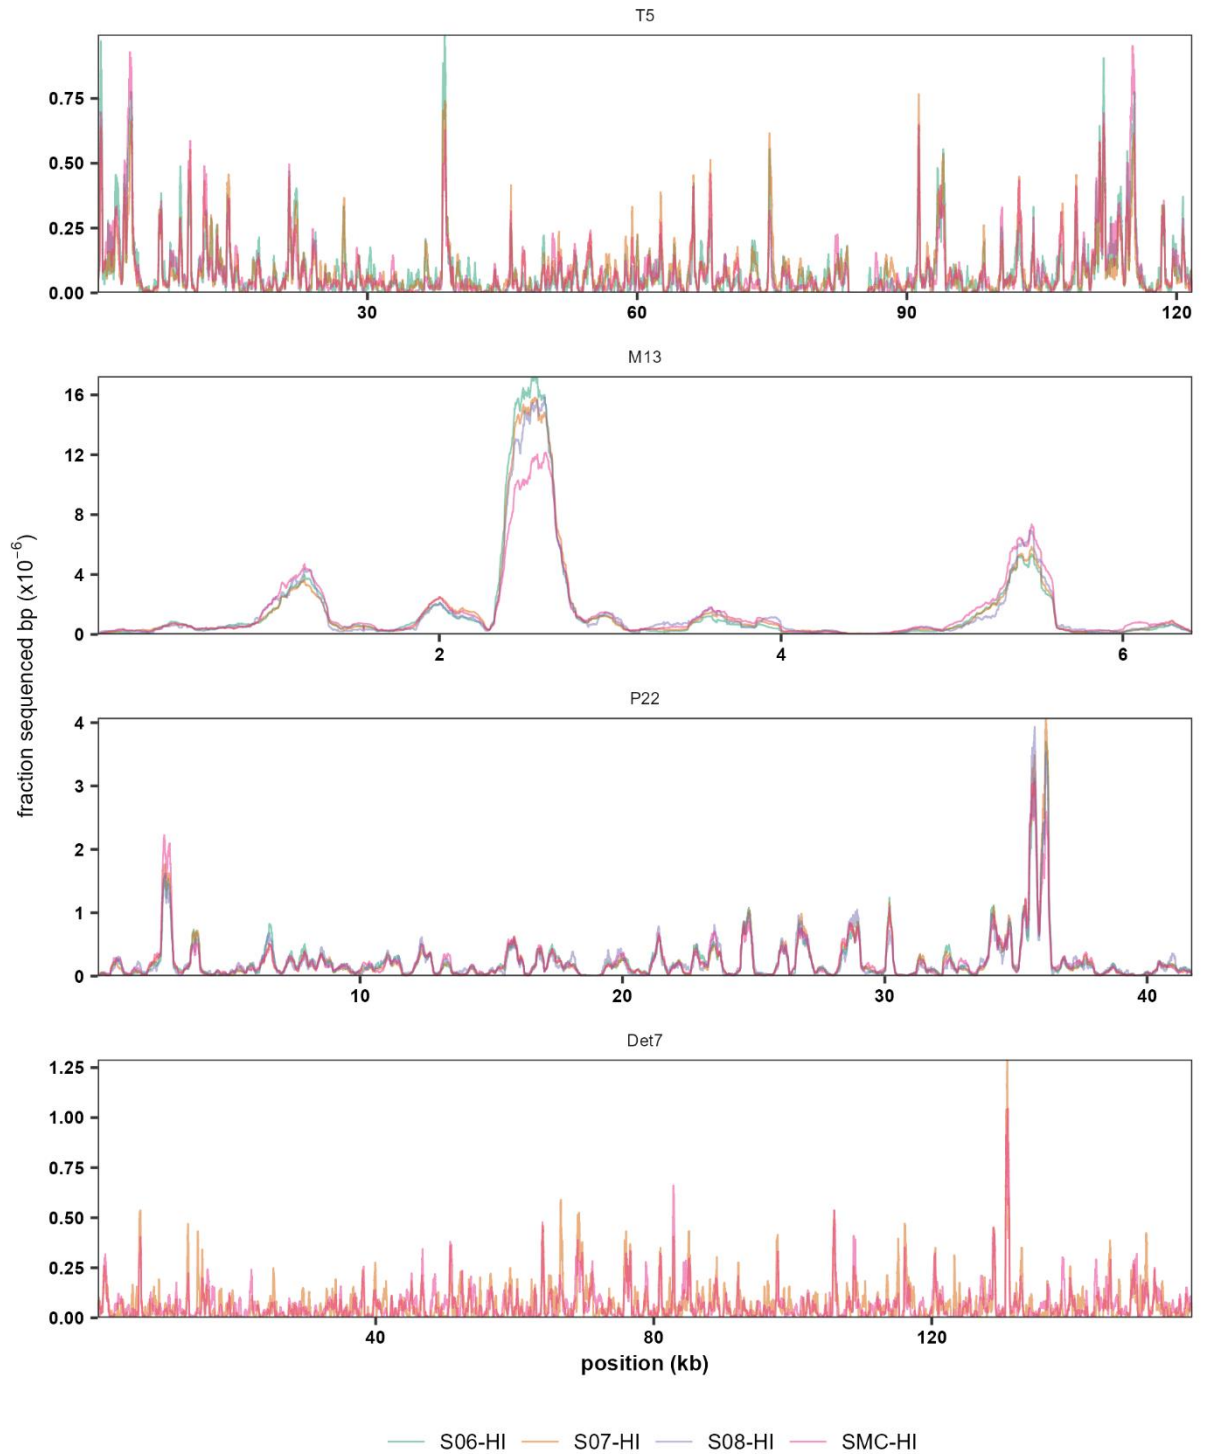 T5
0.75
0.50
0.25
0.00
30 60 90 120
M13
16
12
8
4
0
2 4 6
P22
4
3
2
1
0
10 20 30 40
Det7
1.25
1.00
0.75
0.50
0.25
0.00
40 80 120
fraction sequenced bp (x10⁻⁶)
position (kb)
S06-HI S07-HI S08-HI SMC-HI